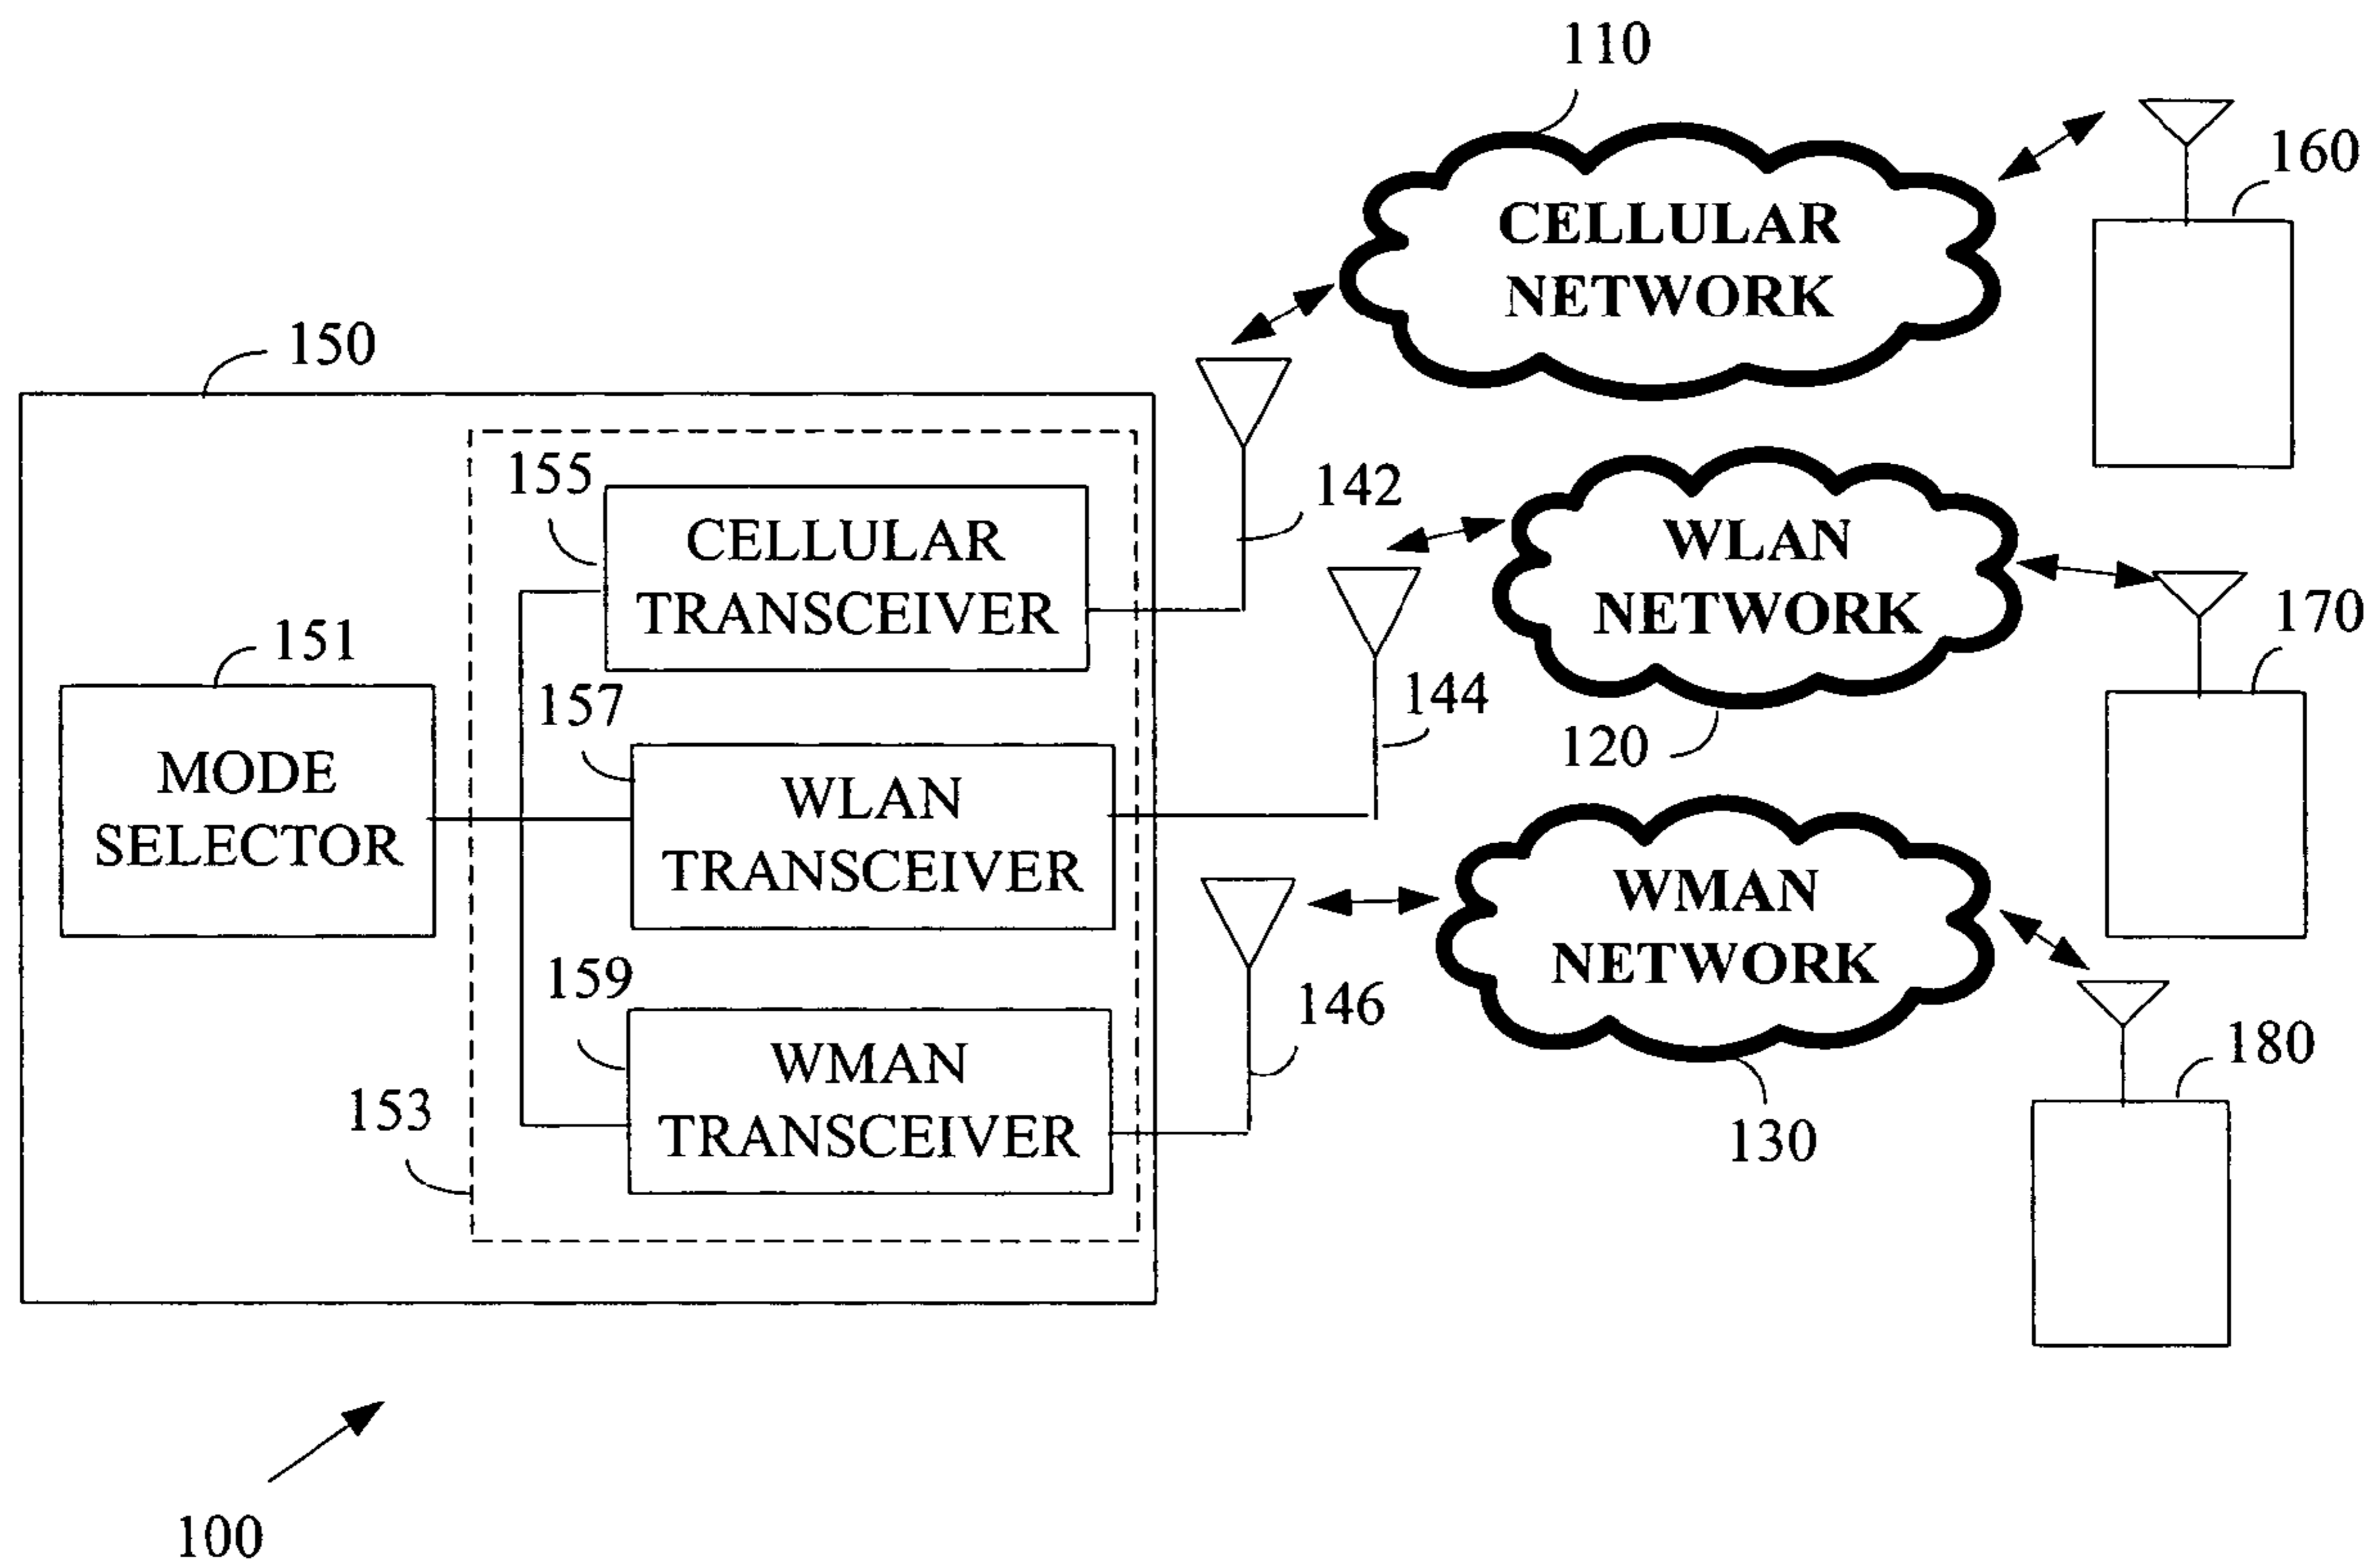 110
160
CELLULAR
NETWORK
150
155
CELLULAR
TRANSCEIVER
142
WLAN
NETWORK
170
151
157
144
120
MODE
SELECTOR
WLAN
TRANSCEIVER
WMAN
NETWORK
159
146
WMAN
TRANSCEIVER
180
153
130
100